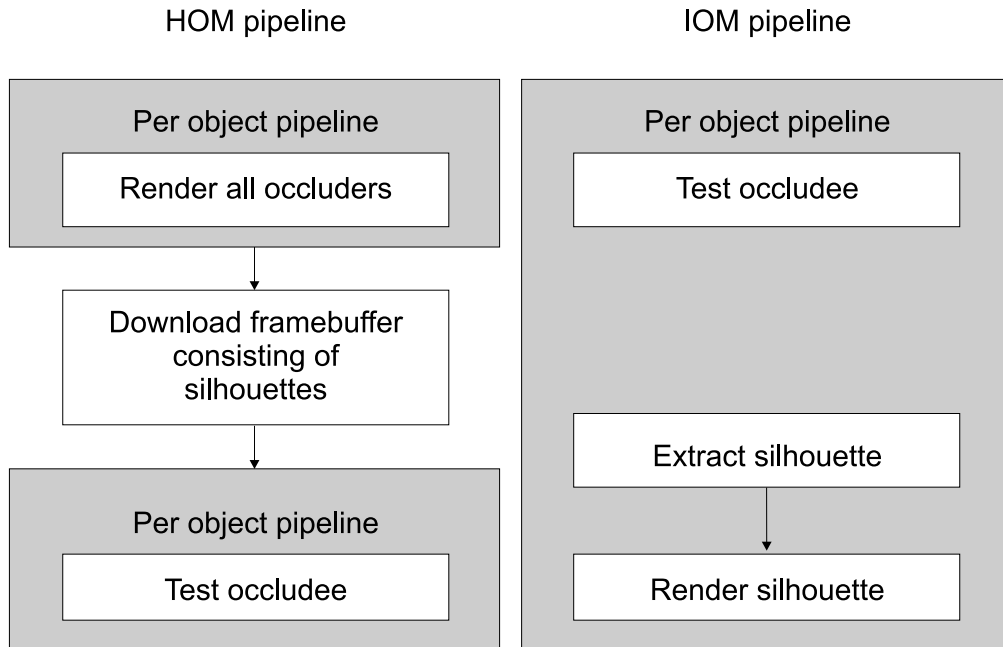 HOM pipeline
Per object pipeline
Render all occluders
Download framebuffer
consisting of
silhouettes
Per object pipeline
Test occludee
IOM pipeline
Per object pipeline
Test occludee
Extract silhouette
Render silhouette